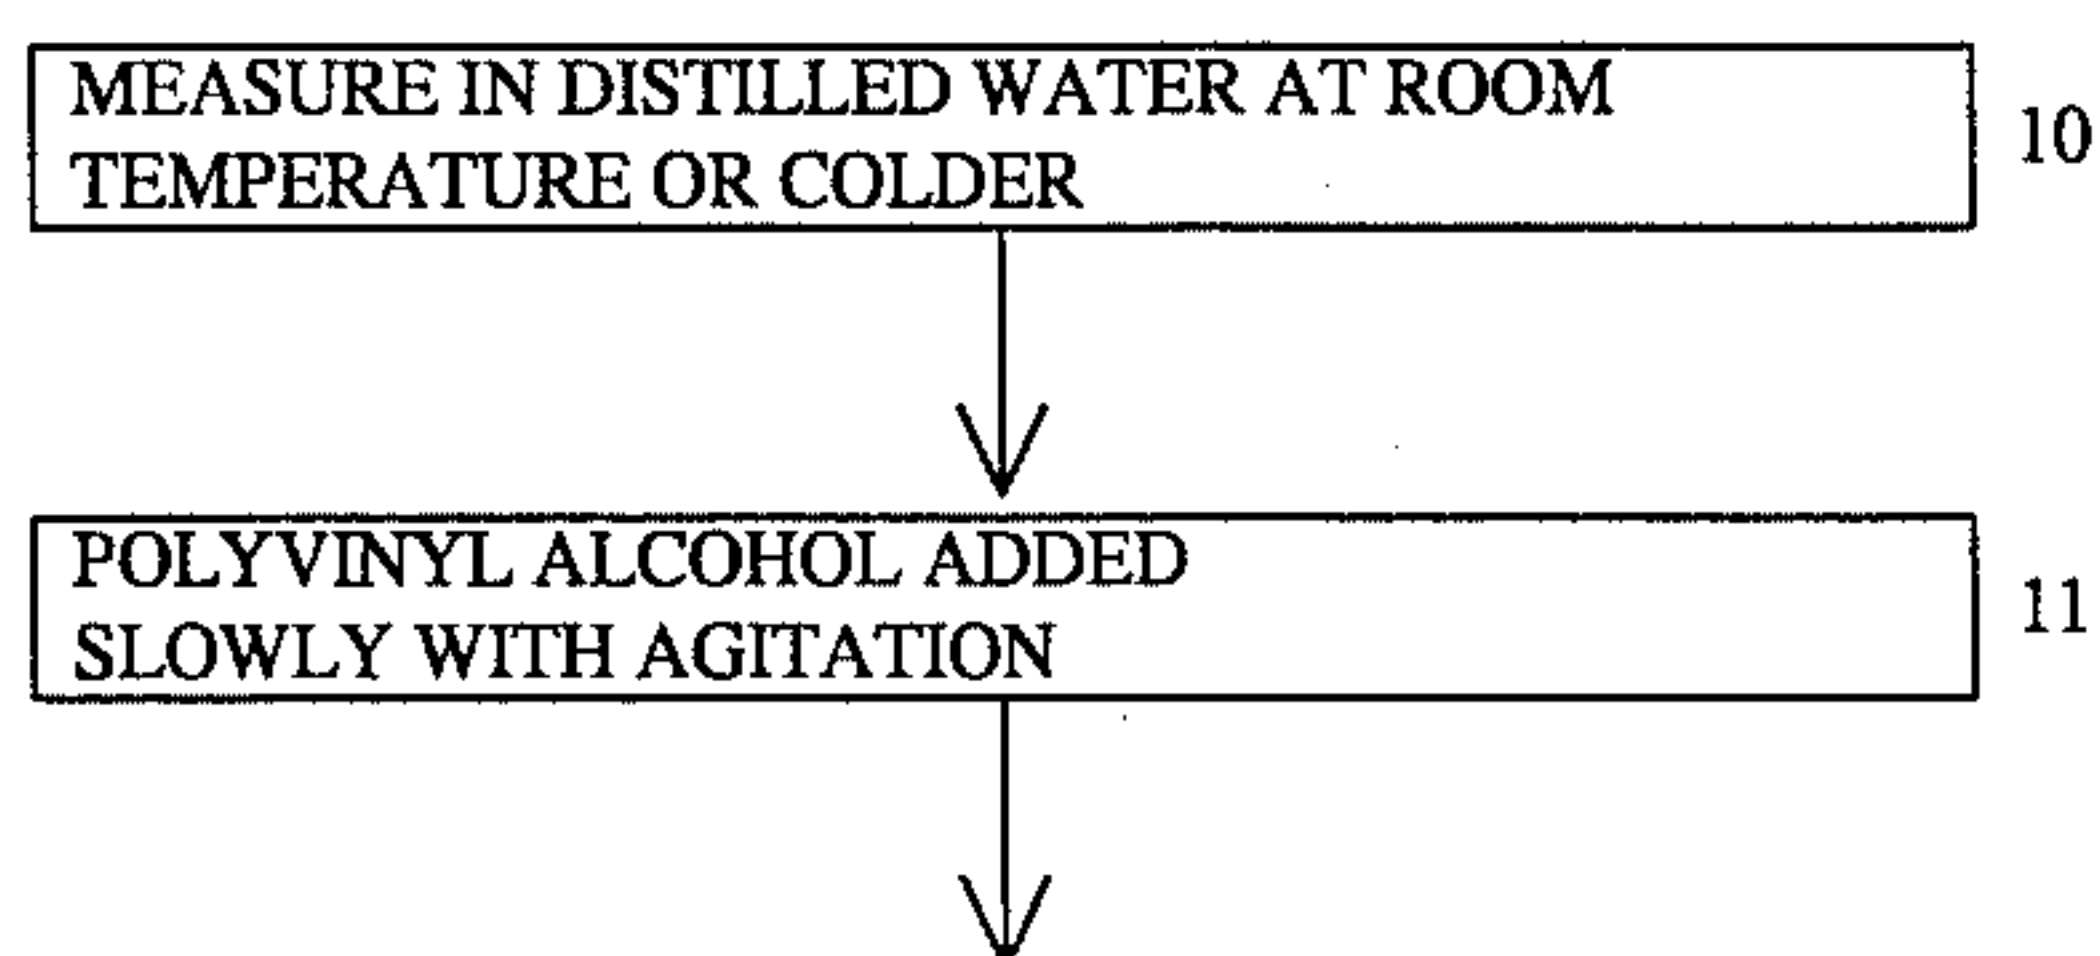 MEASURE IN DISTILLED WATER AT ROOM
TEMPERATURE OR COLDER
10
POLYVINYL ALCOHOL ADDED
SLOWLY WITH AGITATION
11